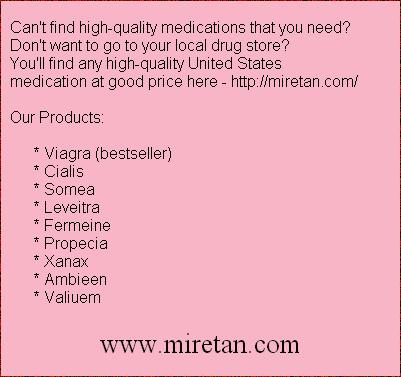 Can't find high-quality medications that you need?
Don't want to go to your local drug store?
You'll find any high-quality United States
medication at good price here - http://miretan.com/
Our Products:
* Viagra (bestseller)
* Cialis
* Somea
* Leveitra
* Fermeine
* Propecia
* Xanax
* Ambieen
* Valiuem
www.miretan.com